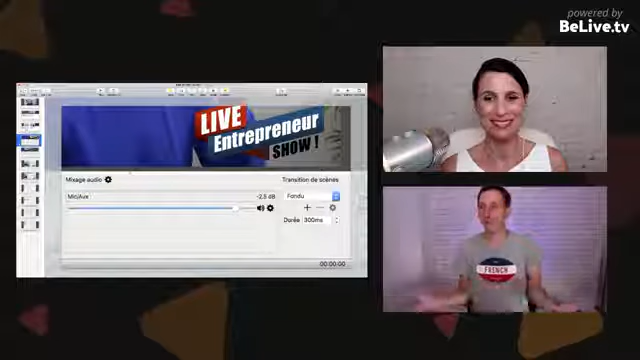 powered by
BeLive.tv
LIVE
Entrepreneur
SHOW !
Mixage audio
Transition de scènes
Mic/Aux
-2.5 dB
Fondu
Durée 300ms
00:00:00
FRENCH